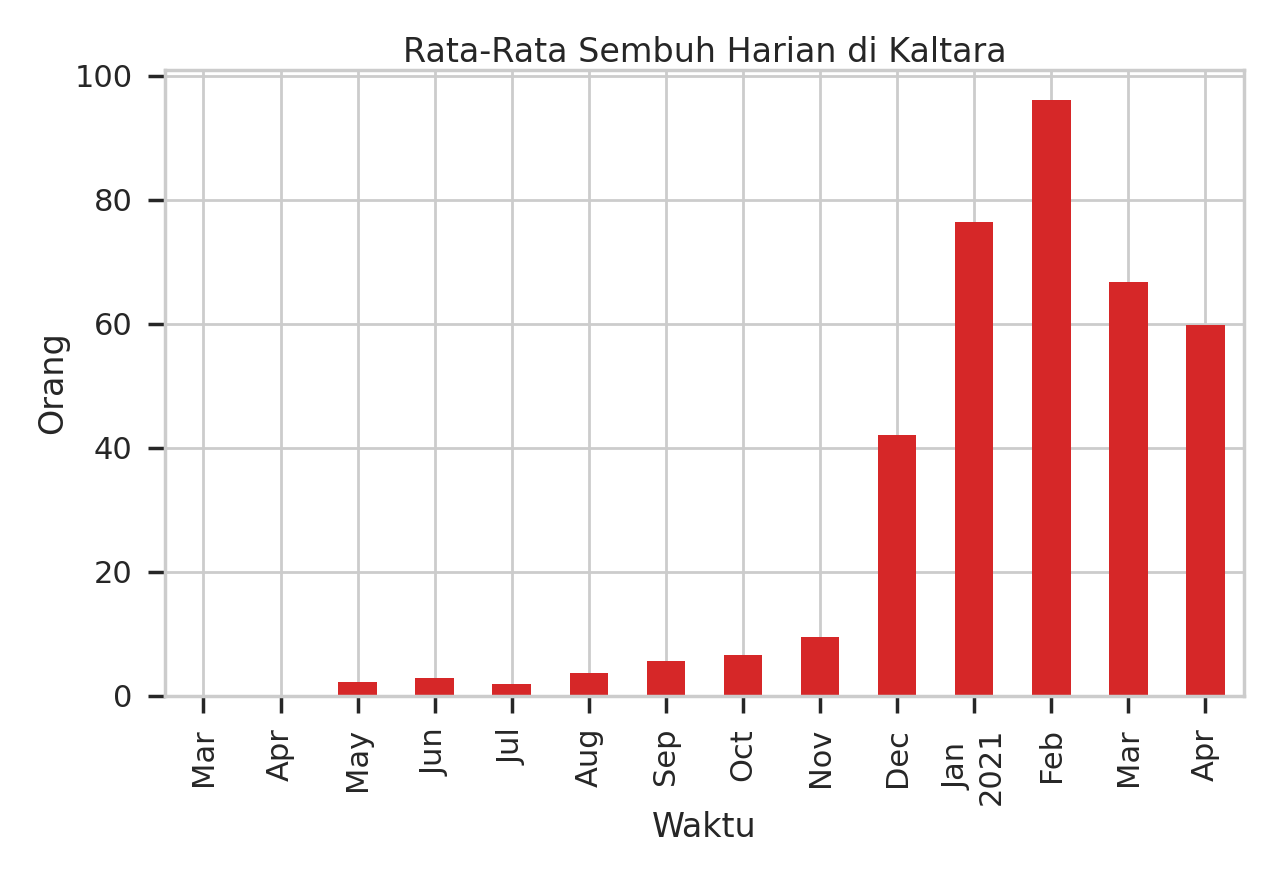 Rata-Rata Sembuh Harian di Kaltara
100
80
60
40
20
0
Orang
Mar
Apr
May
Jun
Jul
Aug
Sep
Oct
Nov
Dec
Jan
2021
Feb
Mar
Apr
Waktu